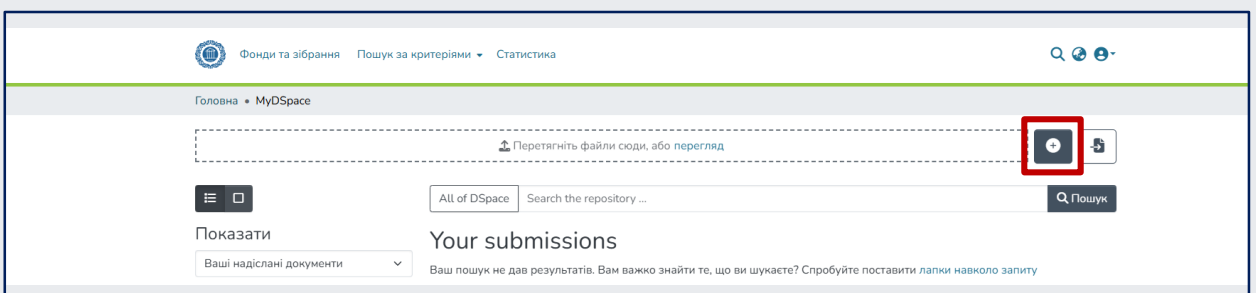 Фонди та зібрання Пошук за критеріями Статистика
Головна • MyDSpace
Перетягніть файли сюди, або перегляд
All of DSpace Search the repository ... Пошук
Показати
Your submissions
Ваші надіслані документи
Ваш пошук не дав результатів. Вам важко знайти те, що ви шукаєте? Спробуйте поставити лапки навколо запиту